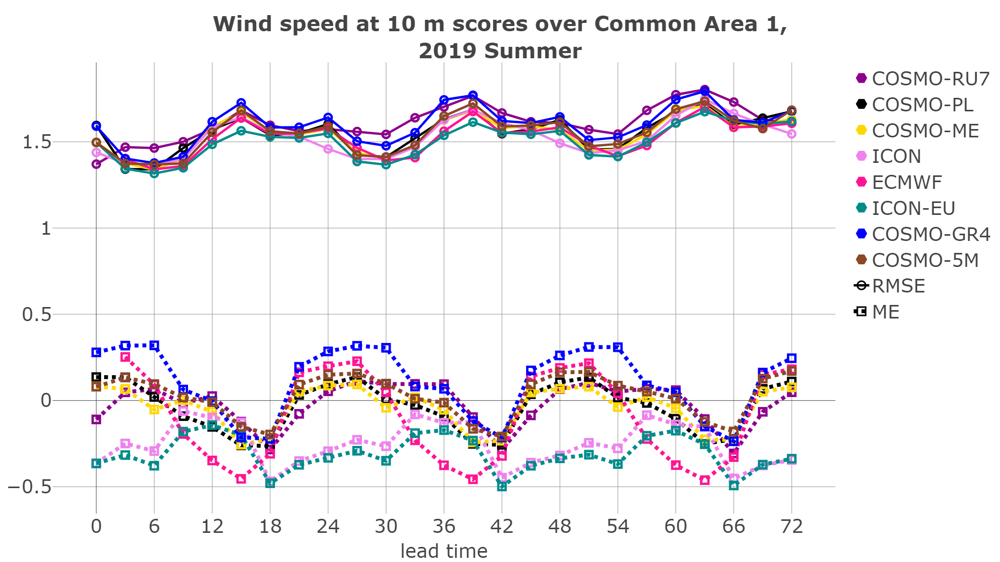 Wind speed at 10 m scores over Common Area 1,
2019 Summer
1.5
1
0.5
0
−0.5
0 6 12 18 24 30 36 42 48 54 60 66 72
lead time
COSMO-RU7
COSMO-PL
COSMO-ME
ICON
ECMWF
ICON-EU
COSMO-GR4
COSMO-5M
RMSE
ME